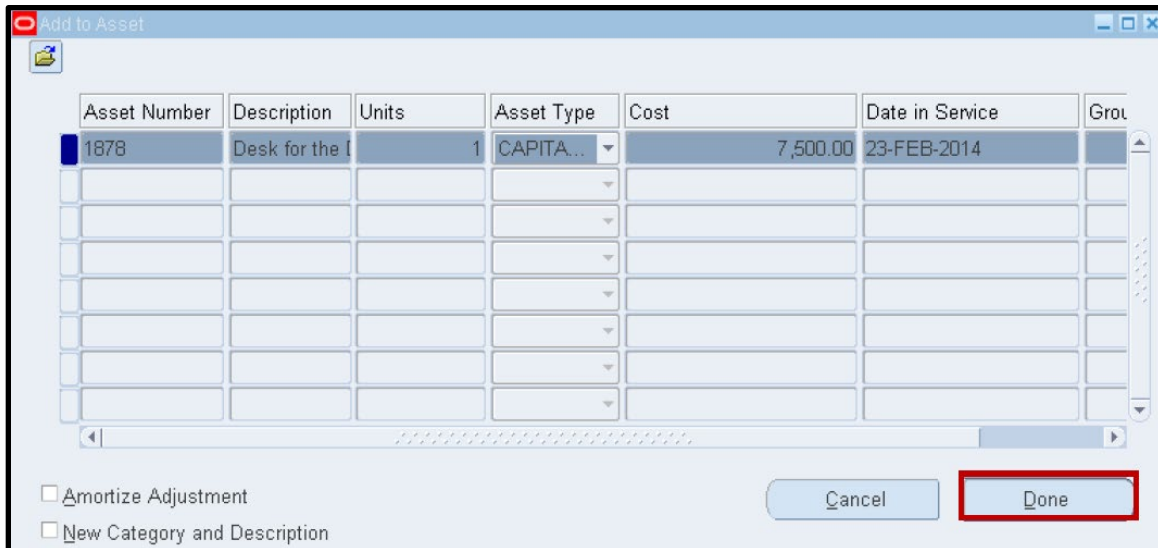 Add to Asset
Asset Number Description Units Asset Type Cost Date in Service Grou
1878 Desk for the 1 CAPITA... 7,500.00 23-FEB-2014
Amortize Adjustment Cancel Done
New Category and Description